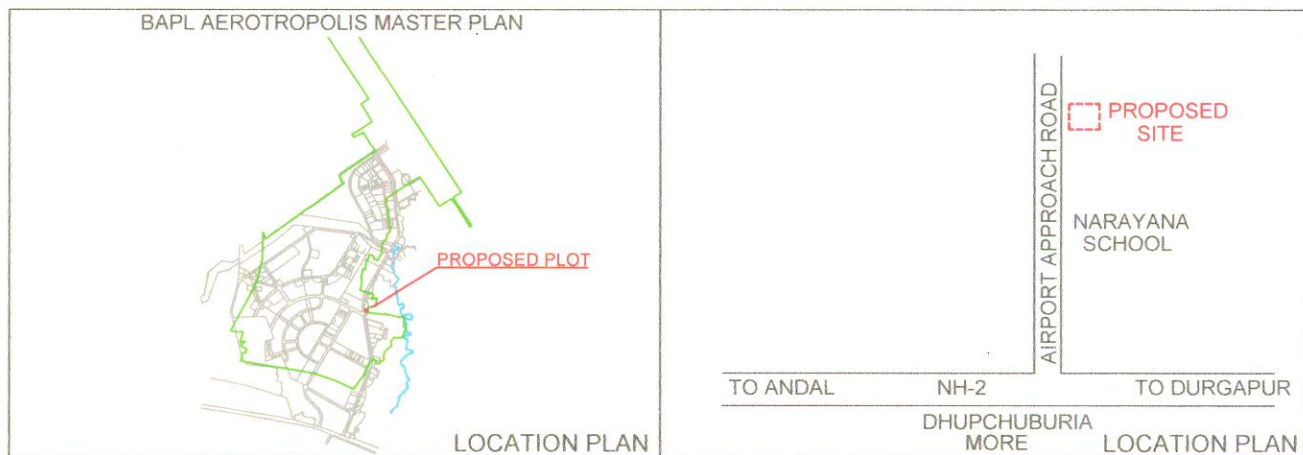 BAPL AEROTROPOLIS MASTER PLAN
PROPOSED PLOT
LOCATION PLAN
AIRPORT APPROACH ROAD
PROPOSED
SITE
NARAYANA
SCHOOL
TO ANDAL
NH-2
TO DURGAPUR
DHUPCHUBURIA
MORE
LOCATION PLAN